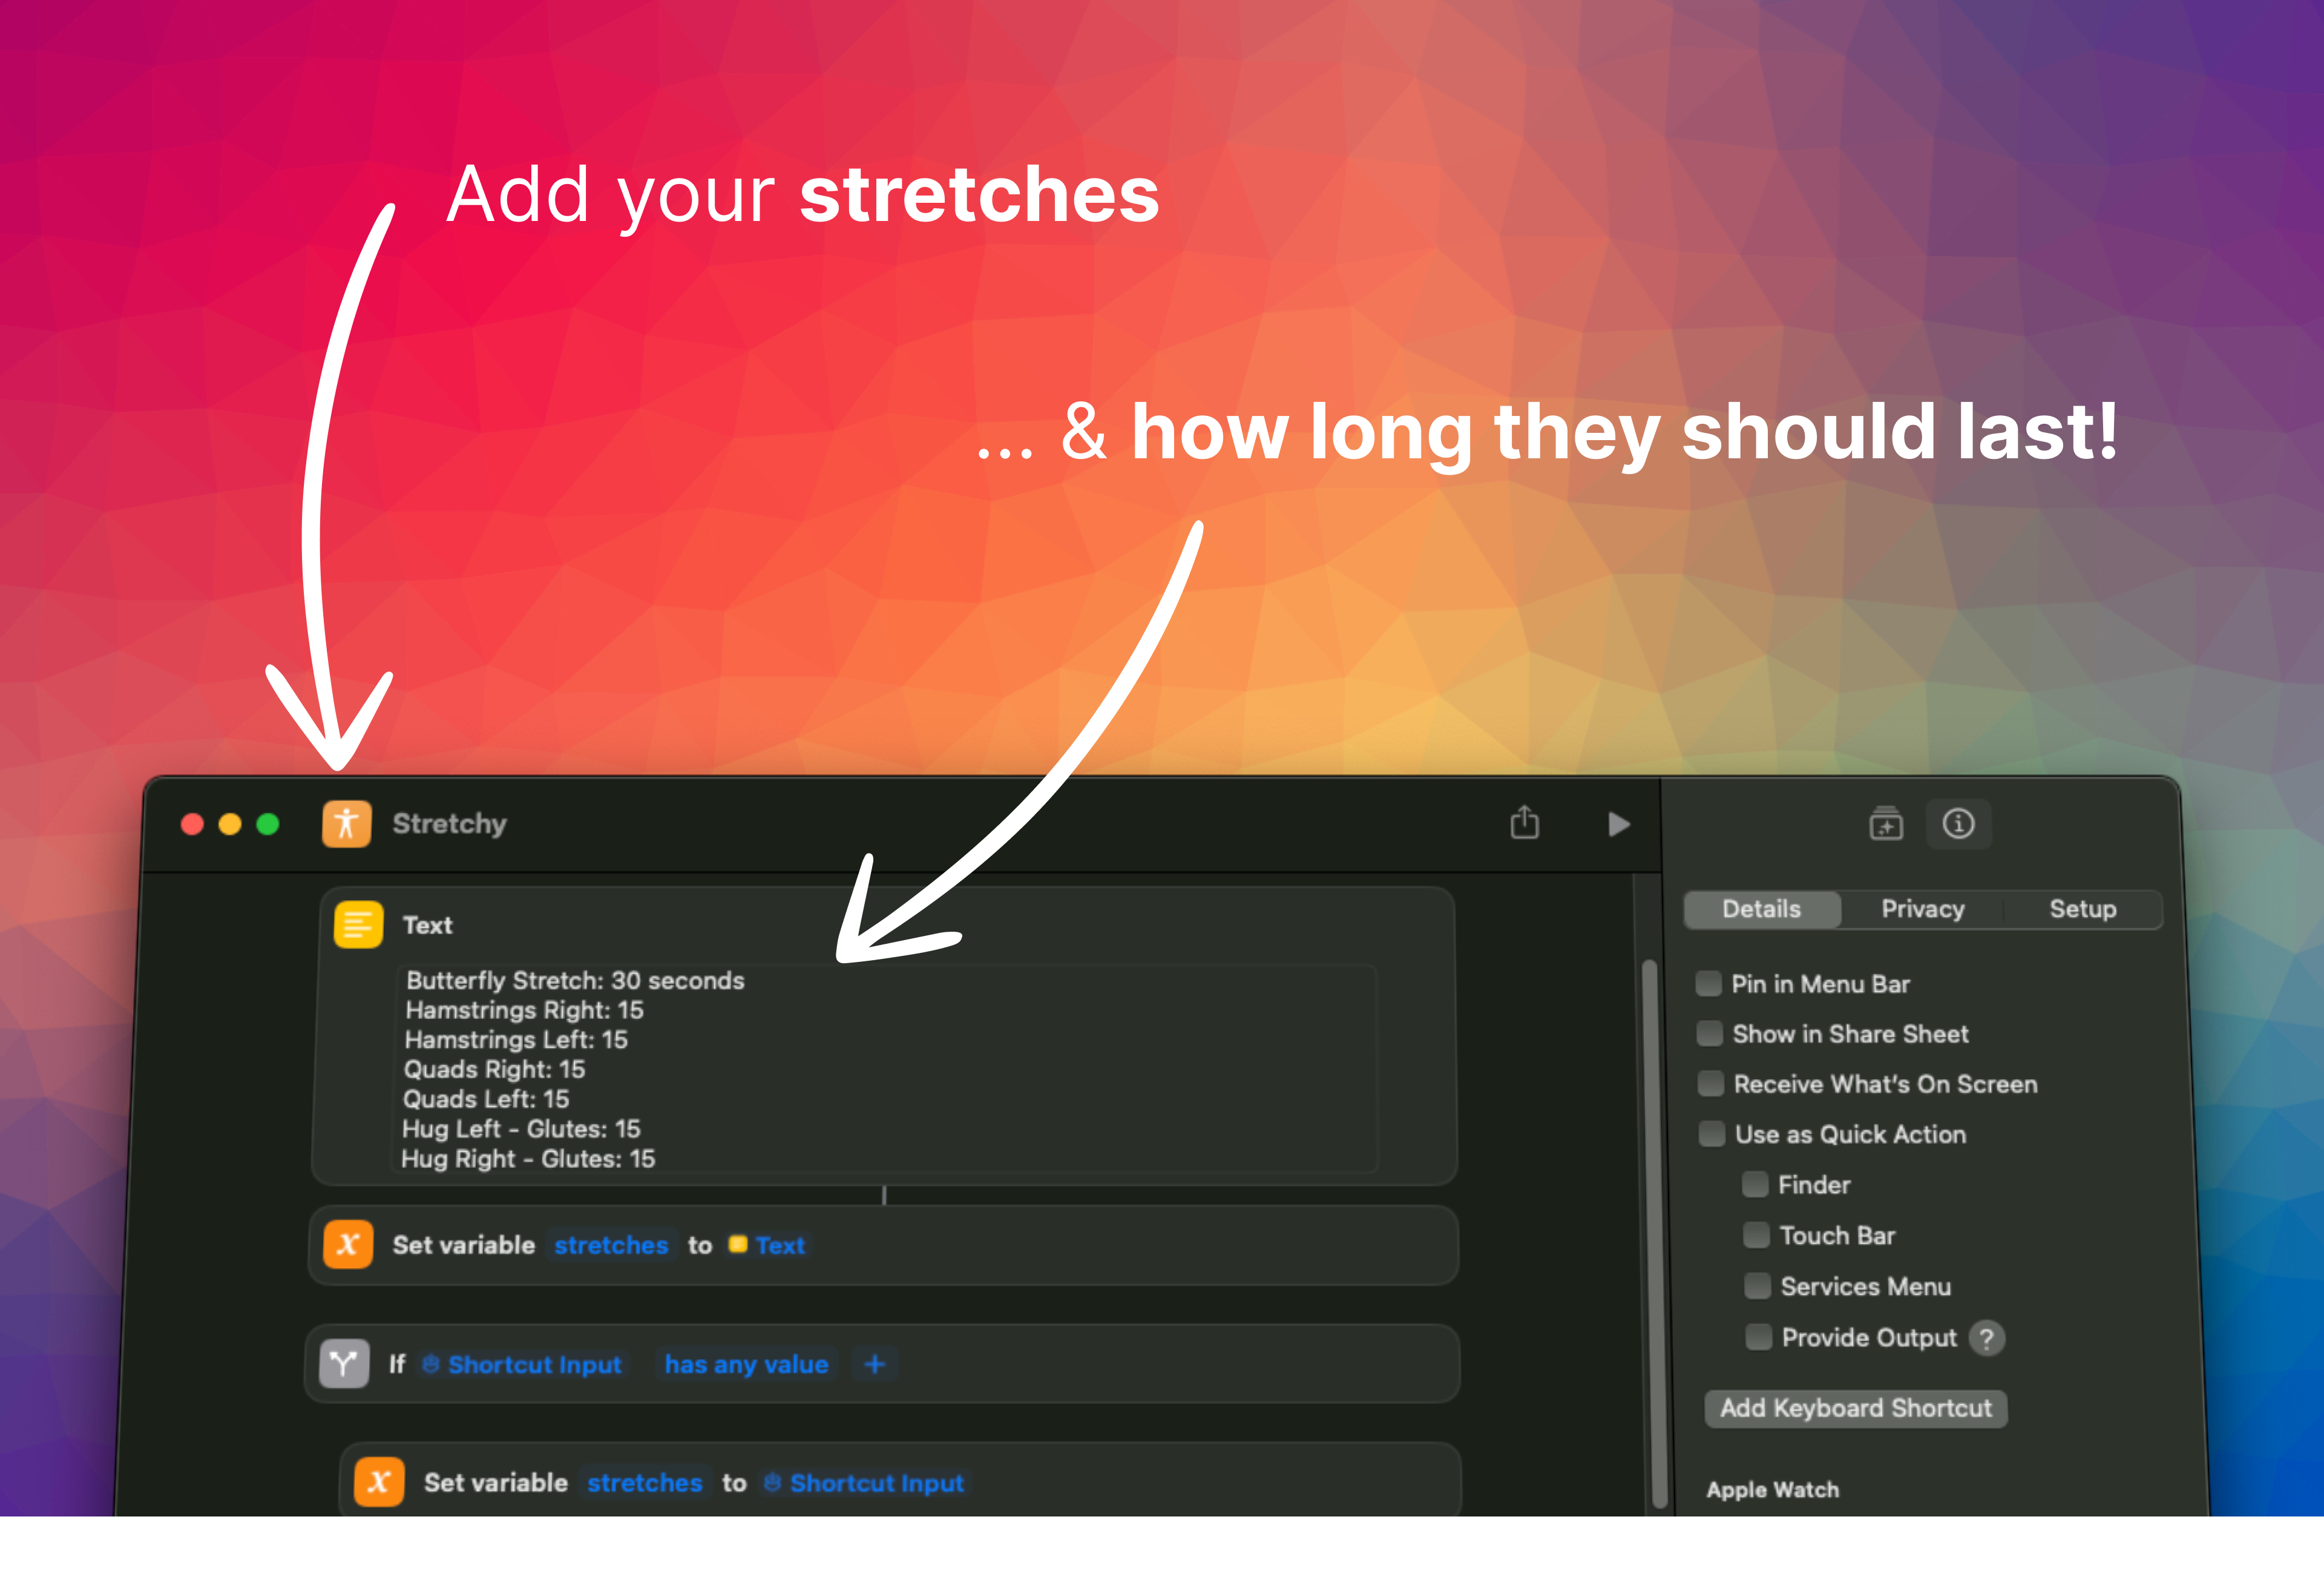 Add your stretches
... & how long they should last!
Stretchy
Text
Butterfly Stretch: 30 seconds
Hamstrings Right: 15
Hamstrings Left: 15
Quads Right: 15
Quads Left: 15
Hug Left - Glutes: 15
Hug Right - Glutes: 15
Set variable stretches to Text
If Shortcut Input has any value +
Set variable stretches to Shortcut Input
Details Privacy Setup
Pin in Menu Bar
Show in Share Sheet
Receive What's On Screen
Use as Quick Action
Finder
Touch Bar
Services Menu
Provide Output ?
Add Keyboard Shortcut
Apple Watch